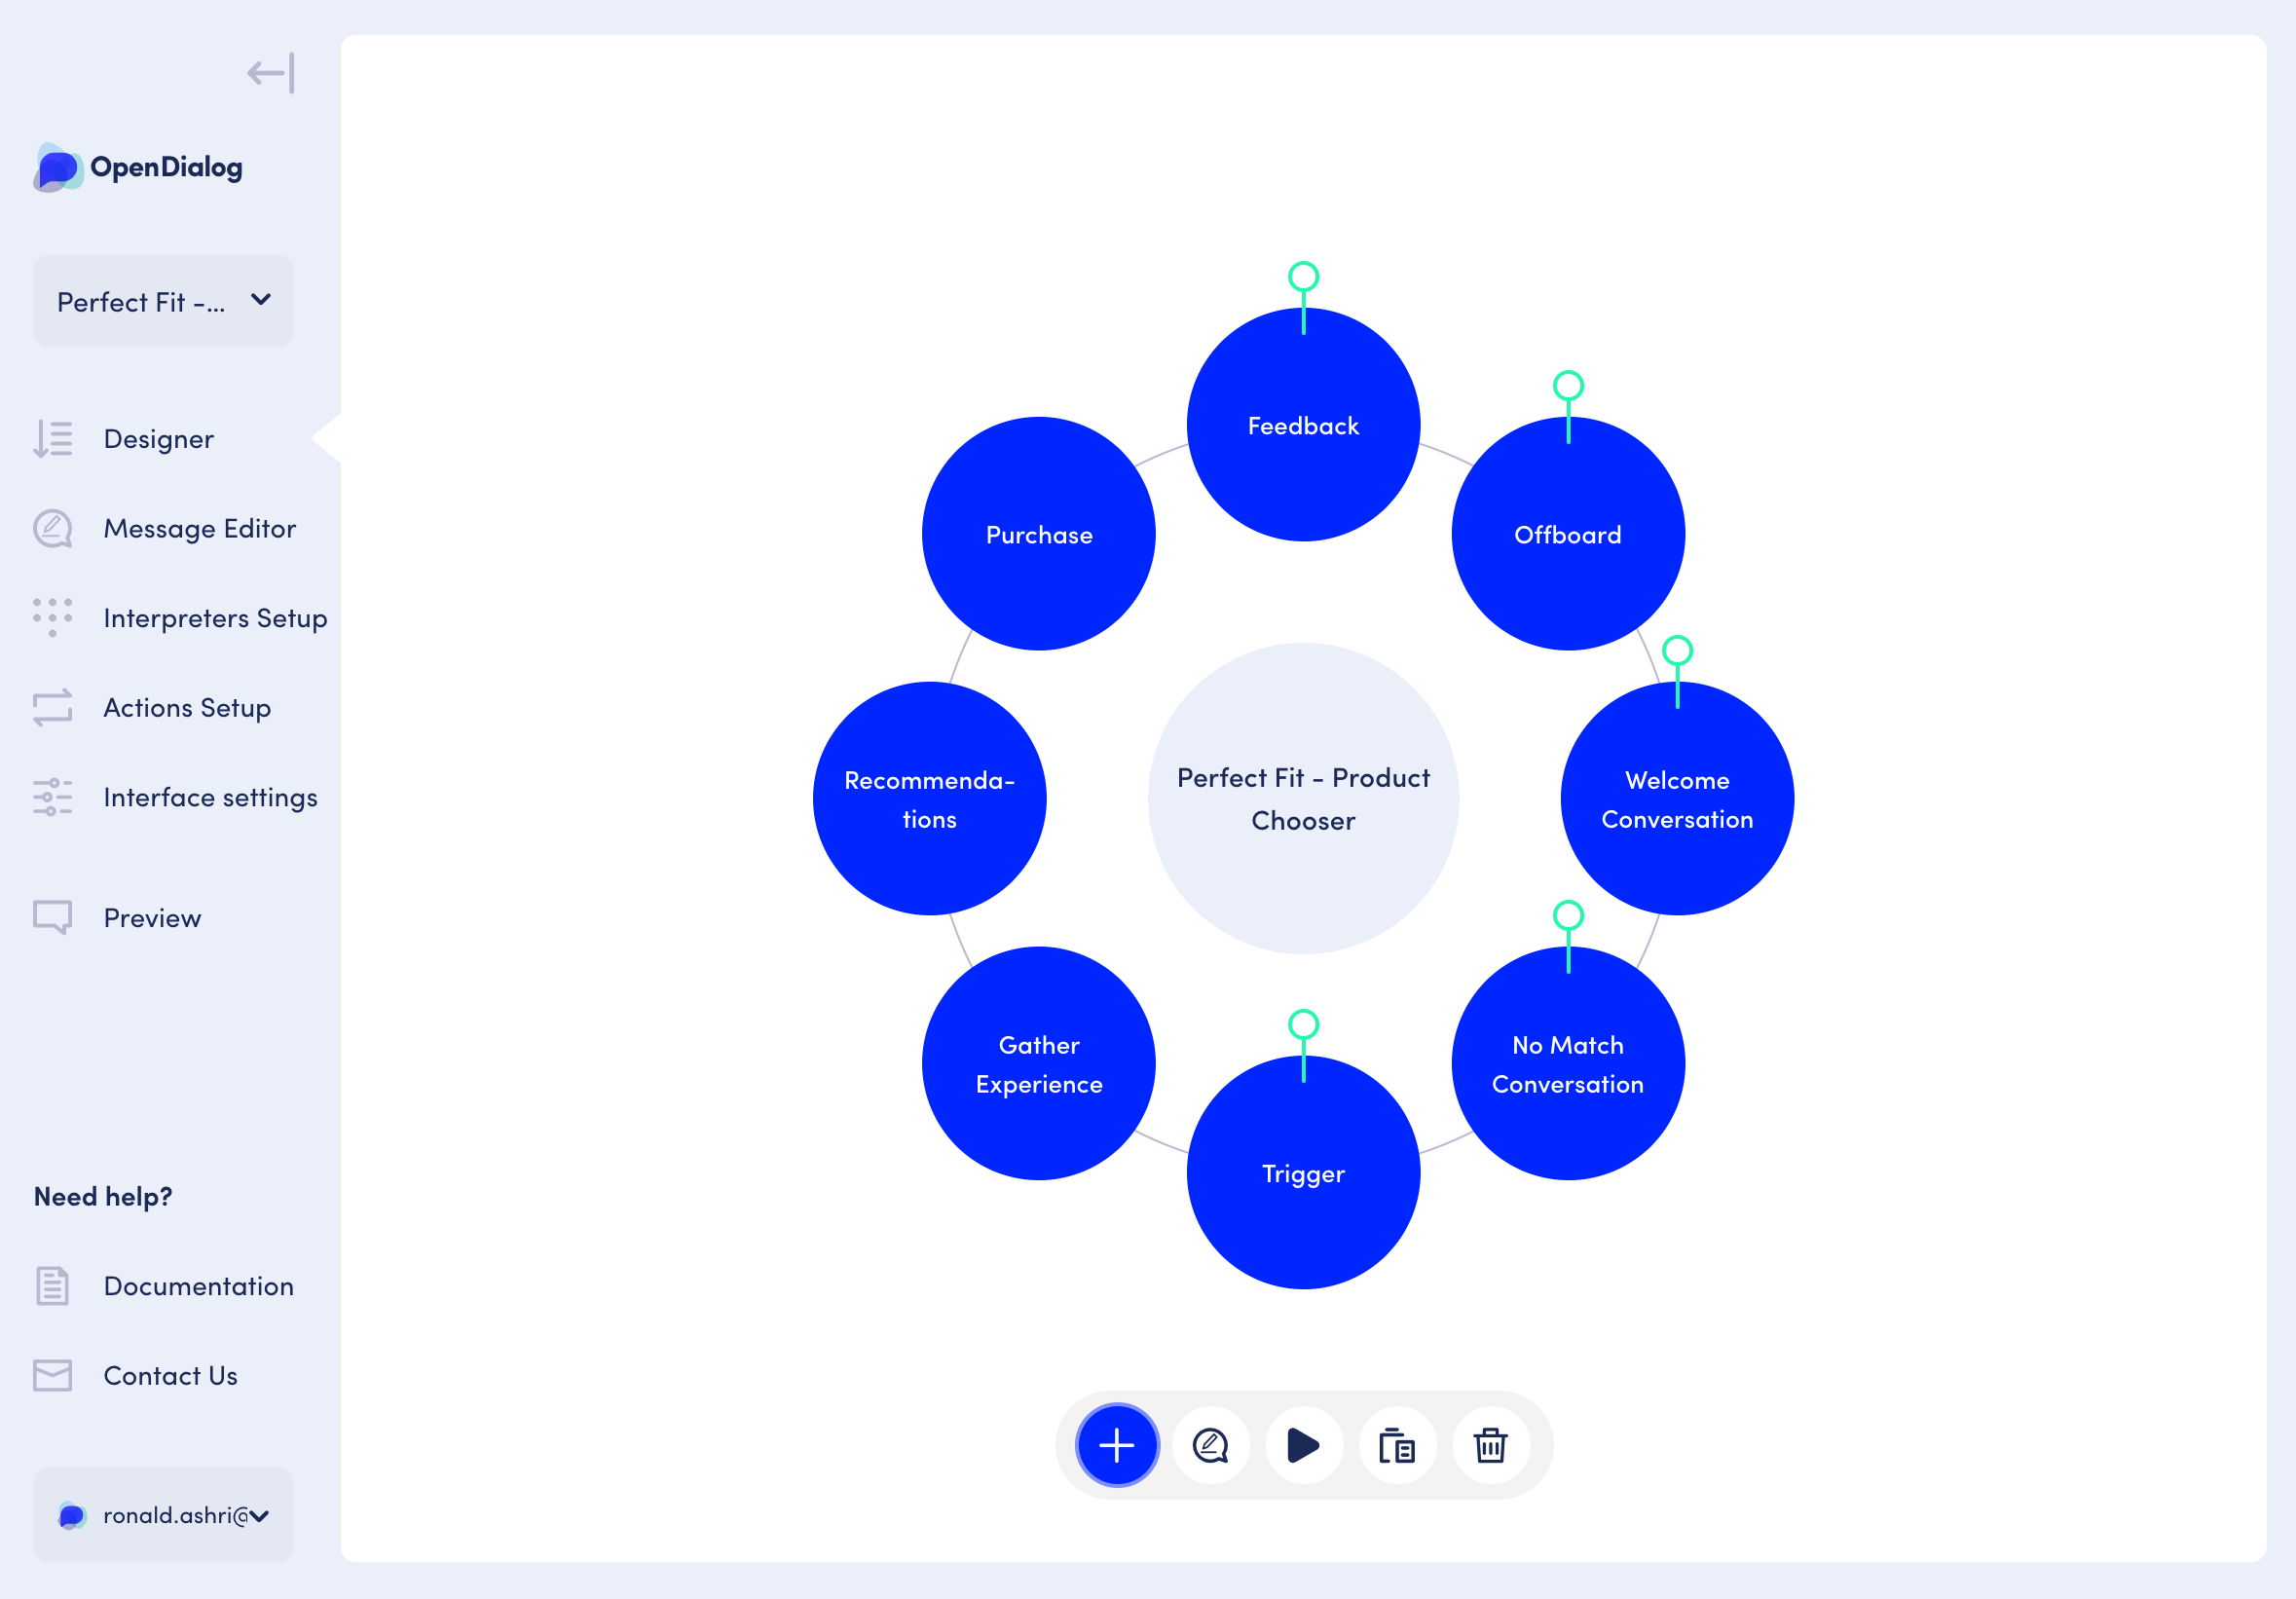 OpenDialog
Perfect Fit -...
Designer
Message Editor
Interpreters Setup
Actions Setup
Interface settings
Preview
Need help?
Documentation
Contact Us
ronald.ashri@
Feedback
Purchase
Offboard
Recommenda-
tions
Perfect Fit - Product
Chooser
Welcome
Conversation
Gather
Experience
No Match
Conversation
Trigger